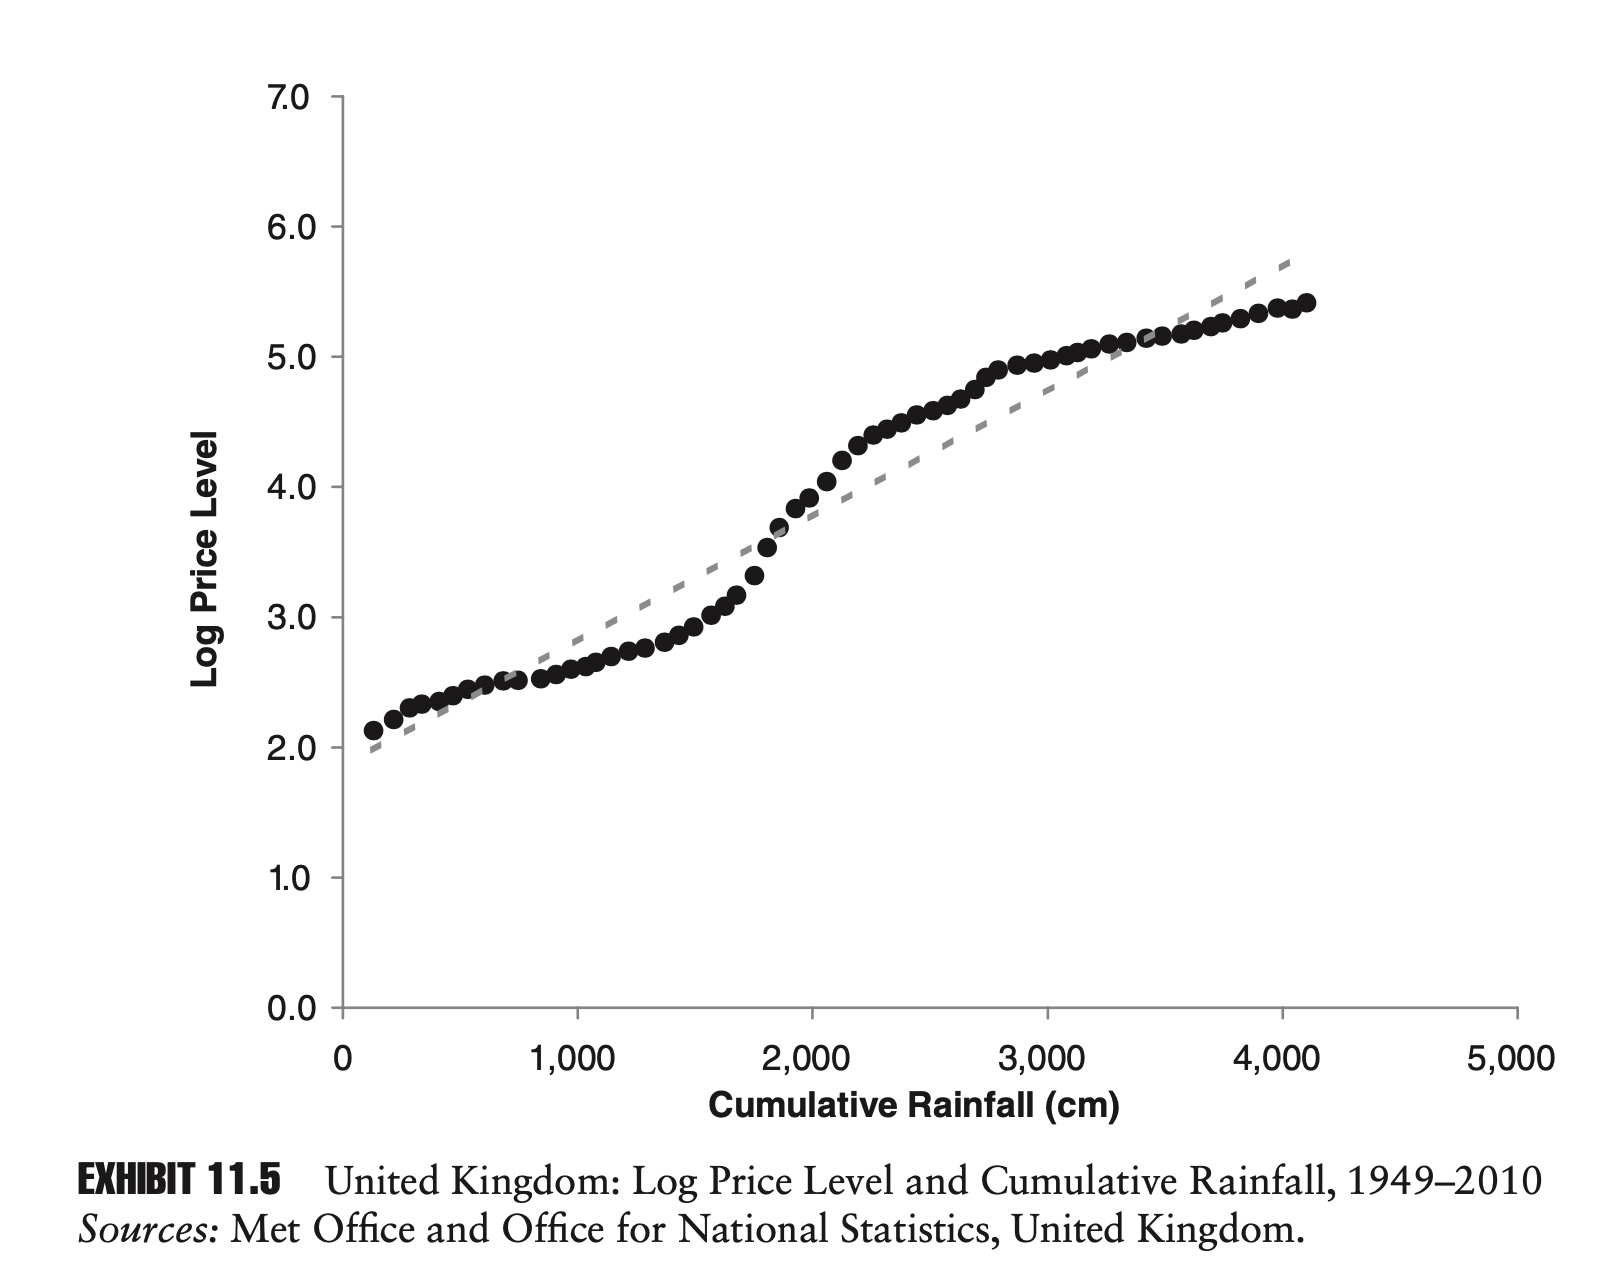 7.0
6.0
5.0
4.0
3.0
2.0
1.0
0.0
Log Price Level
0 1,000 2,000 3,000 4,000 5,000
Cumulative Rainfall (cm)
EXHIBIT 11.5 United Kingdom: Log Price Level and Cumulative Rainfall, 1949–2010
Sources: Met Office and Office for National Statistics, United Kingdom.